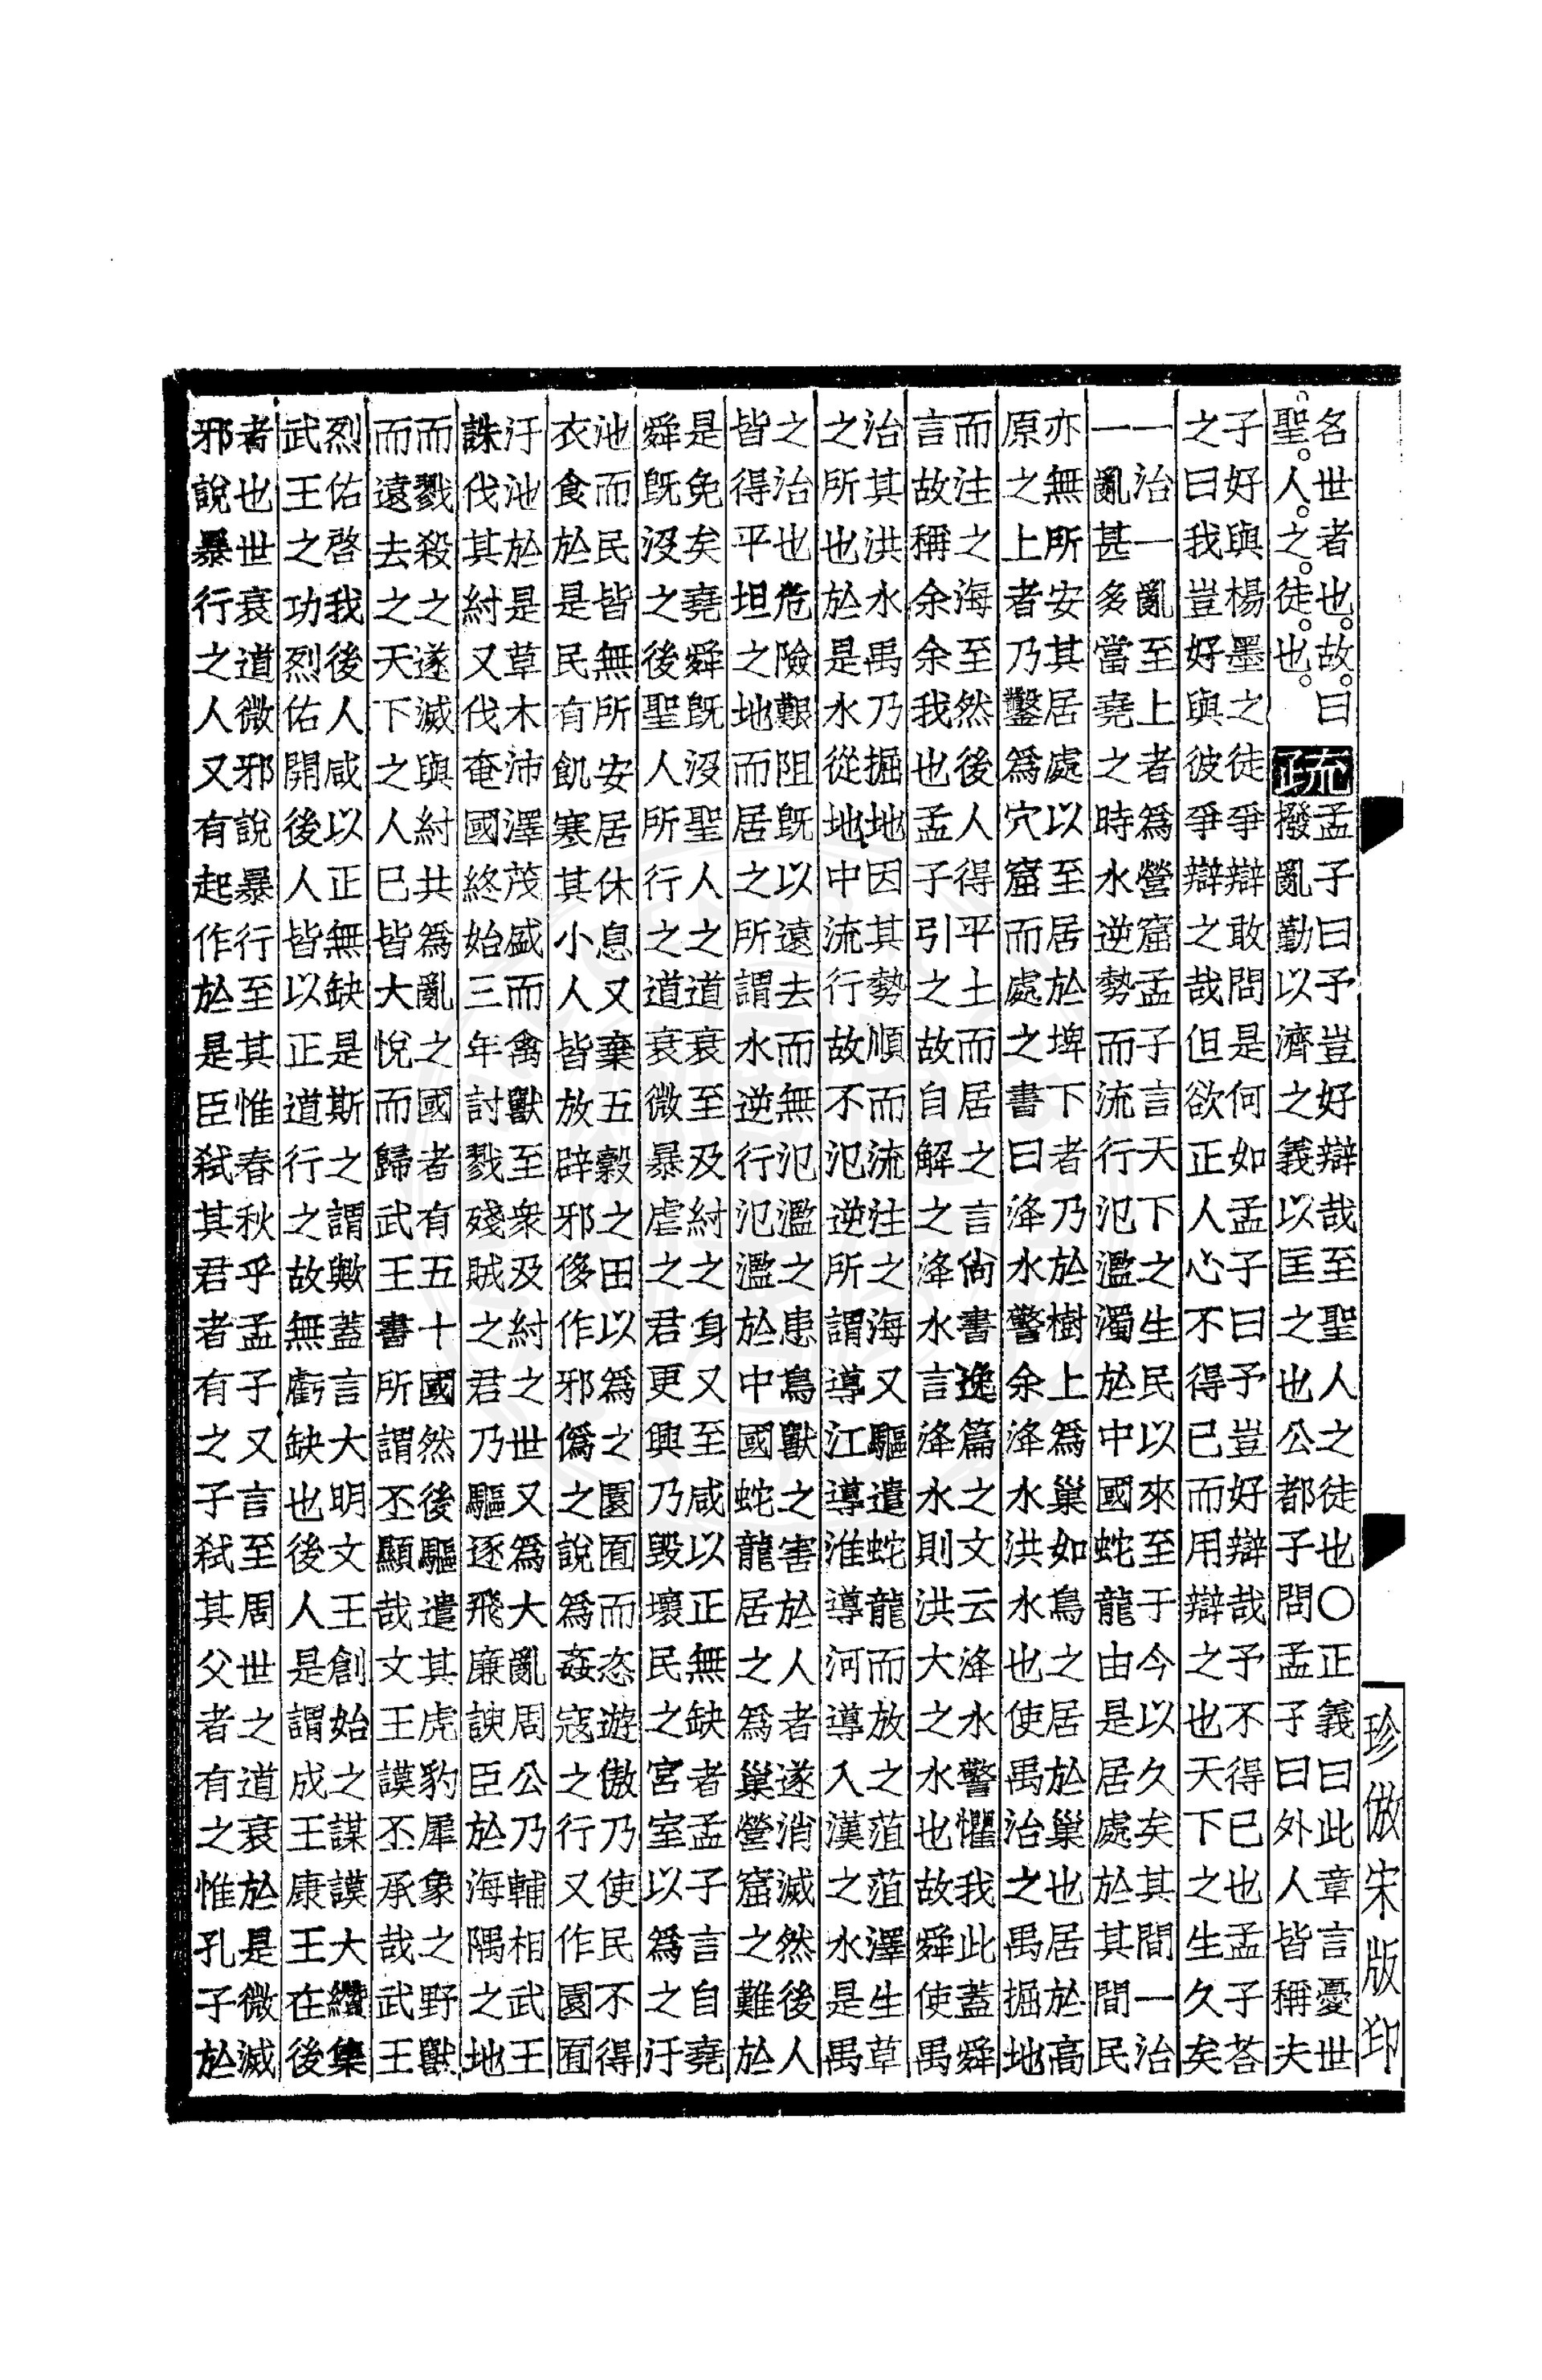 名世者也故曰
聖人之徒也
疏
孟子曰予豈好辯哉至聖人之徒也〇正義曰此章言憂世
撥亂勤以濟之義以匡之也公都子問孟子曰外人皆稱夫
子好與楊墨之徒爭辯敢問是何如孟子曰予豈好辯哉予不得已也孟子荅
之曰我豈好與彼爭辯之哉但欲正人心不得已而用辯之也天下之生久矣
一治一亂至上者爲營窟孟子言天下之生民以來至于今以久矣其間一治
一亂甚多當堯之時水逆勢而流行氾濫濁於中國蛇龍由是居處於其間民
亦無所安其居處以至居於埤下者乃於樹上爲巢如鳥之居於巢也居於高
原之上者乃鑿爲穴窟而處之書曰洚水警余洚水洪水也使禹治之禹掘地
而注之海至然後人得平土而居之言尙書逸篇之文云洚水警懼我此蓋舜
言故稱余余我也孟子引之故自解之洚水言洚水則洪大之水也故舜使禹
治其洪水禹乃掘地因其勢順而流注之海又驅遣蛇龍而放之菹菹澤生草
之所也於是水從地中流行故不氾逆所謂導江導淮導河導入漢之水是禹
之治也危險艱阻旣以遠去而無氾濫之患鳥獸之害於人者遂消滅然後人
皆得平坦之地而居之所謂水逆行氾濫於中國蛇龍居之爲巢營窟之難於
是免矣堯舜旣沒聖人之道衰至及紂之身又至咸以正無缺者孟子言自堯
舜旣沒之後聖人所行之道衰微暴虐之君更興乃毀壞民之宮室以爲之汙
池而民皆無所安居休息又棄五穀之田以爲之園囿而恣遊傲乃使民不得
衣食於是民有飢寒其小人皆放辟邪侈作邪僞之說爲姦寇之行又作園囿
汙池於是草木沛澤茂盛而禽獸至衆及紂之世又爲大亂周公乃輔相武王
誅伐其紂又伐奄國終始三年討戮殘賊之君乃驅逐飛廉諛臣於海隅之地
而戮殺之遂滅與紂共爲亂之國者有五十國然後驅遣其虎豹犀象之野獸
而遠去之天下之人巳皆大悅而歸武王書所謂丕顯哉文王謨丕承哉武王
烈佑啓我後人咸以正無缺是斯之謂歟蓋言大明文王創始之謀謨大纘集
武王之功烈佑開後人皆以正道行之故無虧缺也後人是謂成王康王在後
者也世衰道微邪說暴行至其惟春秋乎孟子又言至周世之道衰於是微滅
邪說暴行之人又有起作於是臣弒其君者有之子弒其父者有之惟孔子於
珍倣宋版印